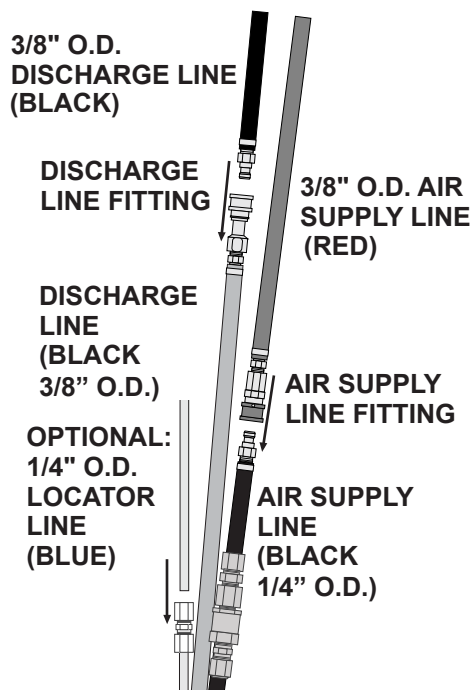 3/8" O.D.
DISCHARGE LINE
(BLACK)
DISCHARGE
LINE FITTING
3/8" O.D. AIR
SUPPLY LINE
(RED)
DISCHARGE
LINE
(BLACK
3/8” O.D.)
AIR SUPPLY
LINE FITTING
OPTIONAL:
1/4" O.D.
LOCATOR
LINE
(BLUE)
AIR SUPPLY
LINE
(BLACK
1/4” O.D.)